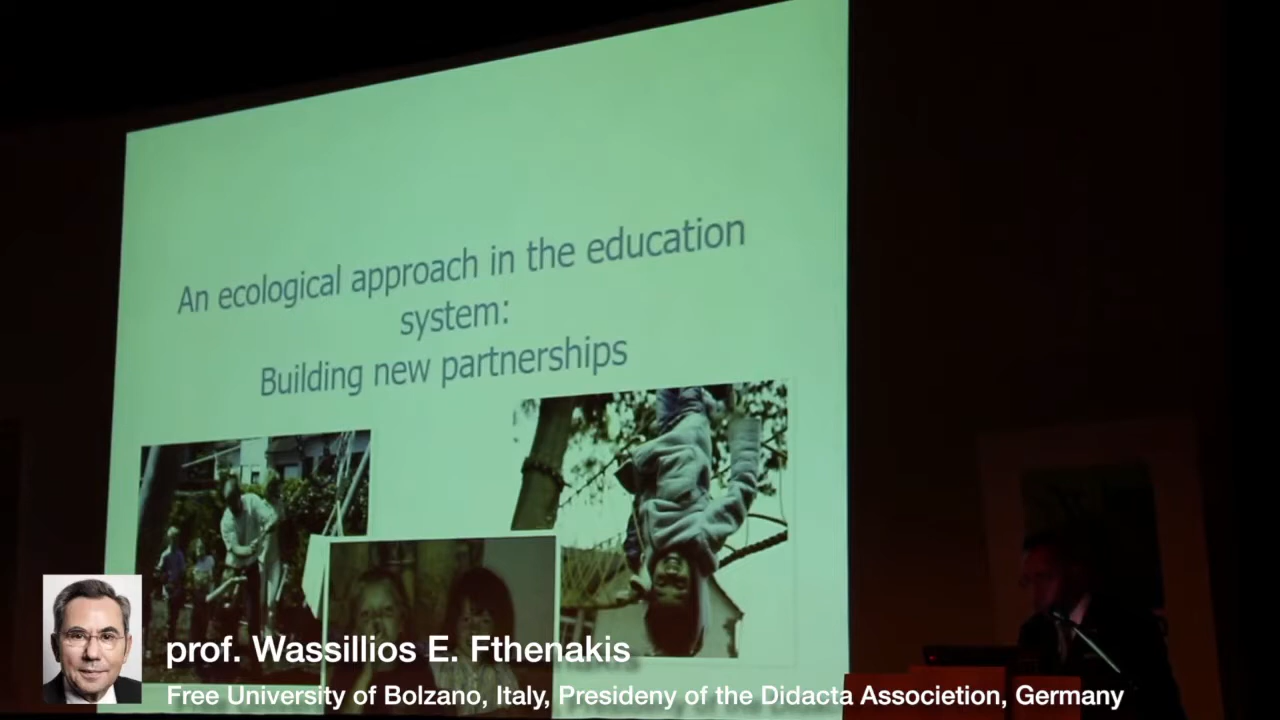 An ecological approach in the education
system:
Building new partnerships
prof. Wassillios E. Fthenakis
Free University of Bolzano, Italy, Presideny of the Didacta Associetion, Germany